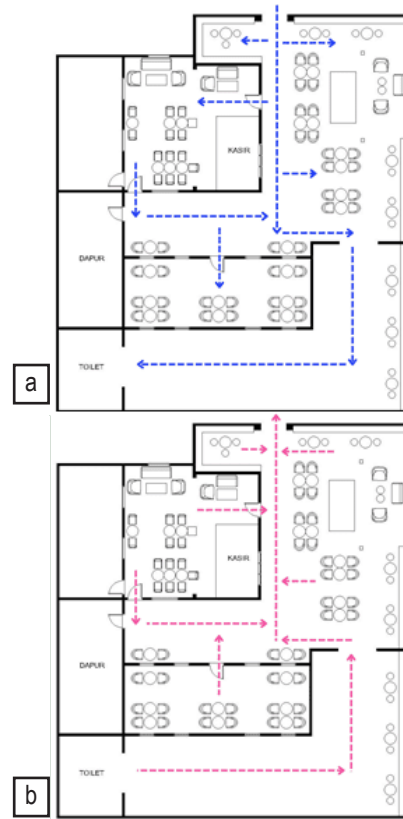 KASIR
DAPUR
TOILET
a
KASIR
DAPUR
TOILET
b